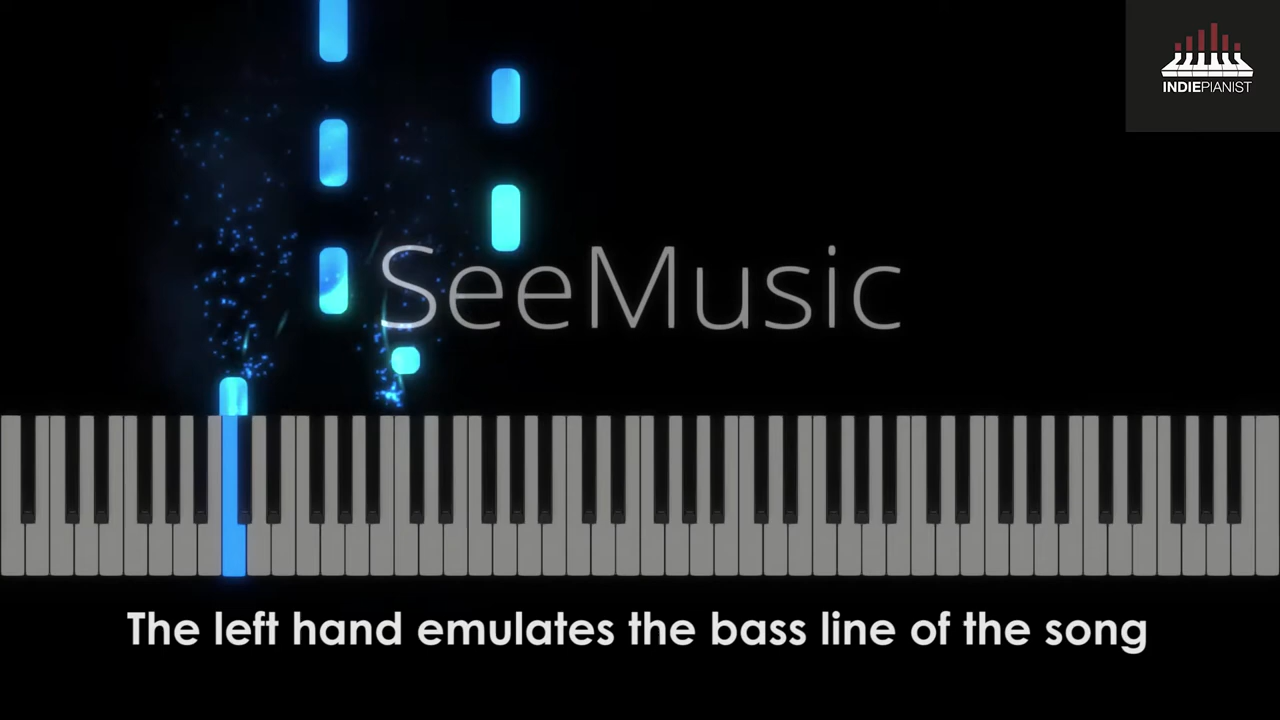 INDIEPIANIST
SeeMusic
The left hand emulates the bass line of the song